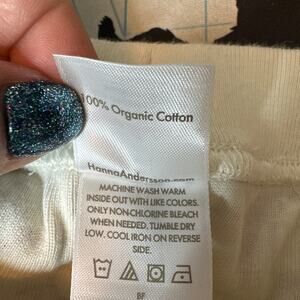 100% Organic Cotton
HannaAndersson.com
MACHINE WASH WARM
INSIDE OUT WITH LIKE COLORS.
ONLY NON-CHLORINE BLEACH
WHEN NEEDED. TUMBLE DRY
LOW. COOL IRON ON REVERSE
SIDE.
BF